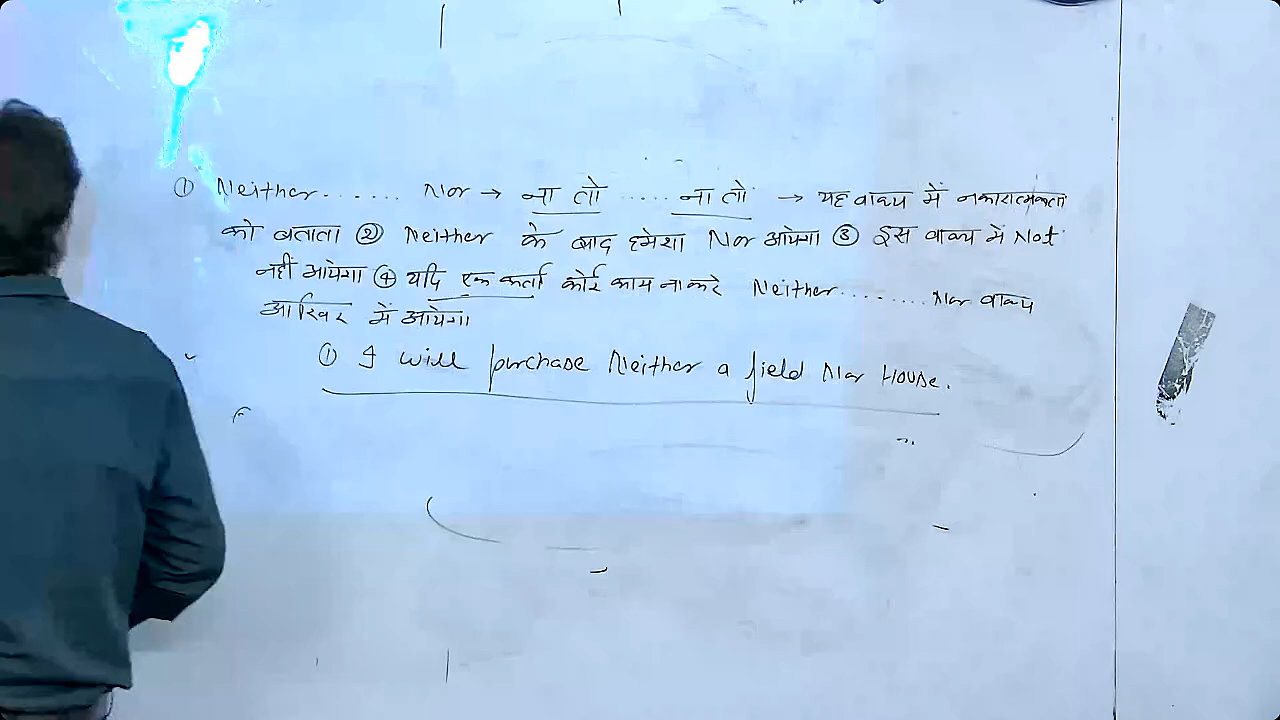 ① Neither...... Nor → ना तो ..... ना तो → यह वाक्य में नकारात्मकता
को बताता ② Neither के बाद हमेशा Nor आयेगा ③ इस वाक्य में Not
नहीं आयेगा ④ यदि एक कर्ता कोई काम ना करे Neither........ Nor वाक्य
आखिर में आयेगा
① I will purchase Neither a field Nor House.